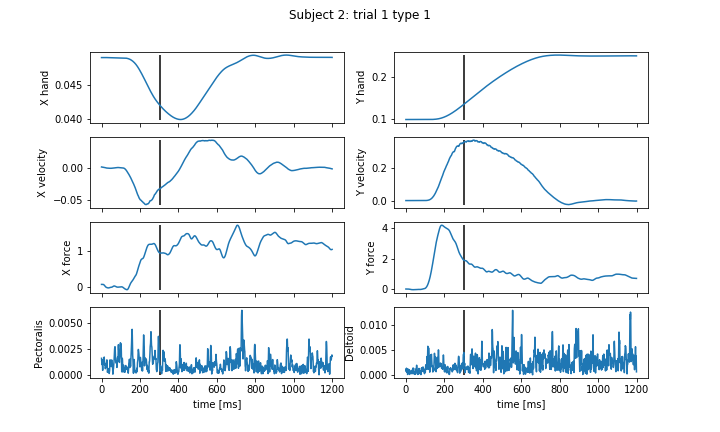 Subject 2: trial 1 type 1
X hand
0.045
0.040
Y hand
0.2
0.1
X velocity
0.00
−0.05
Y velocity
0.2
0.0
X force
1
0
Y force
4
2
0
Pectoralis
0.0050
0.0025
0.0000
0 200 400 600 800 1000 1200
time [ms]
Deltoid
0.010
0.005
0.000
0 200 400 600 800 1000 1200
time [ms]